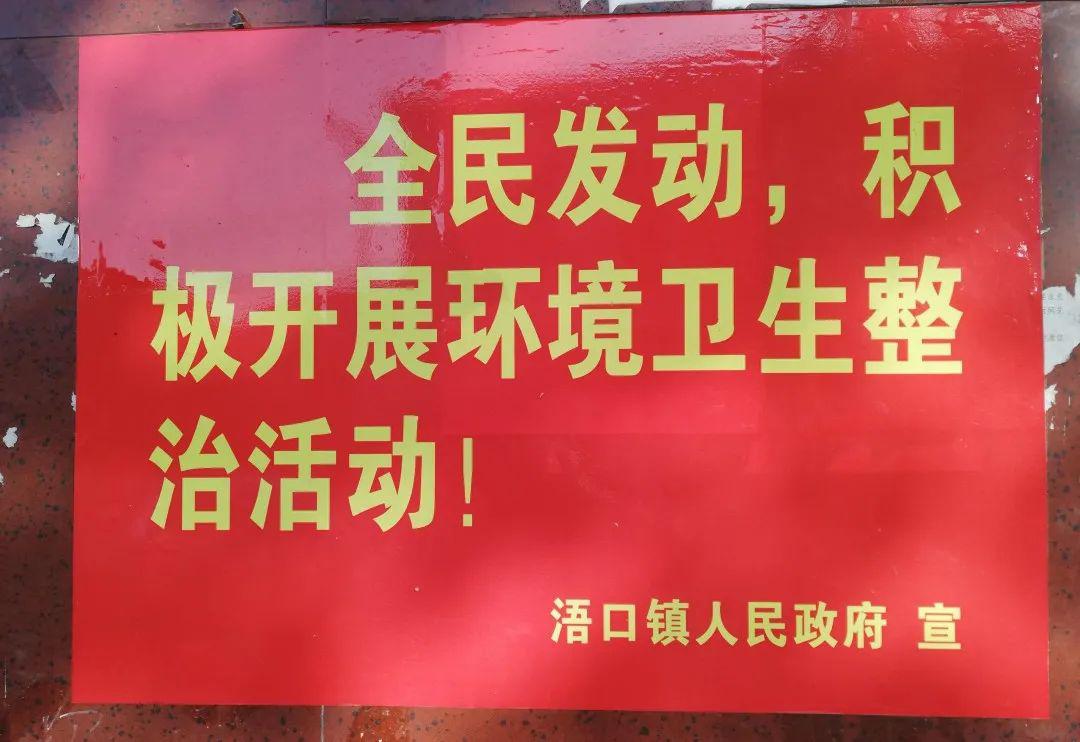 全民发动，积
极开展环境卫生整
治活动！
浯口镇人民政府 宣